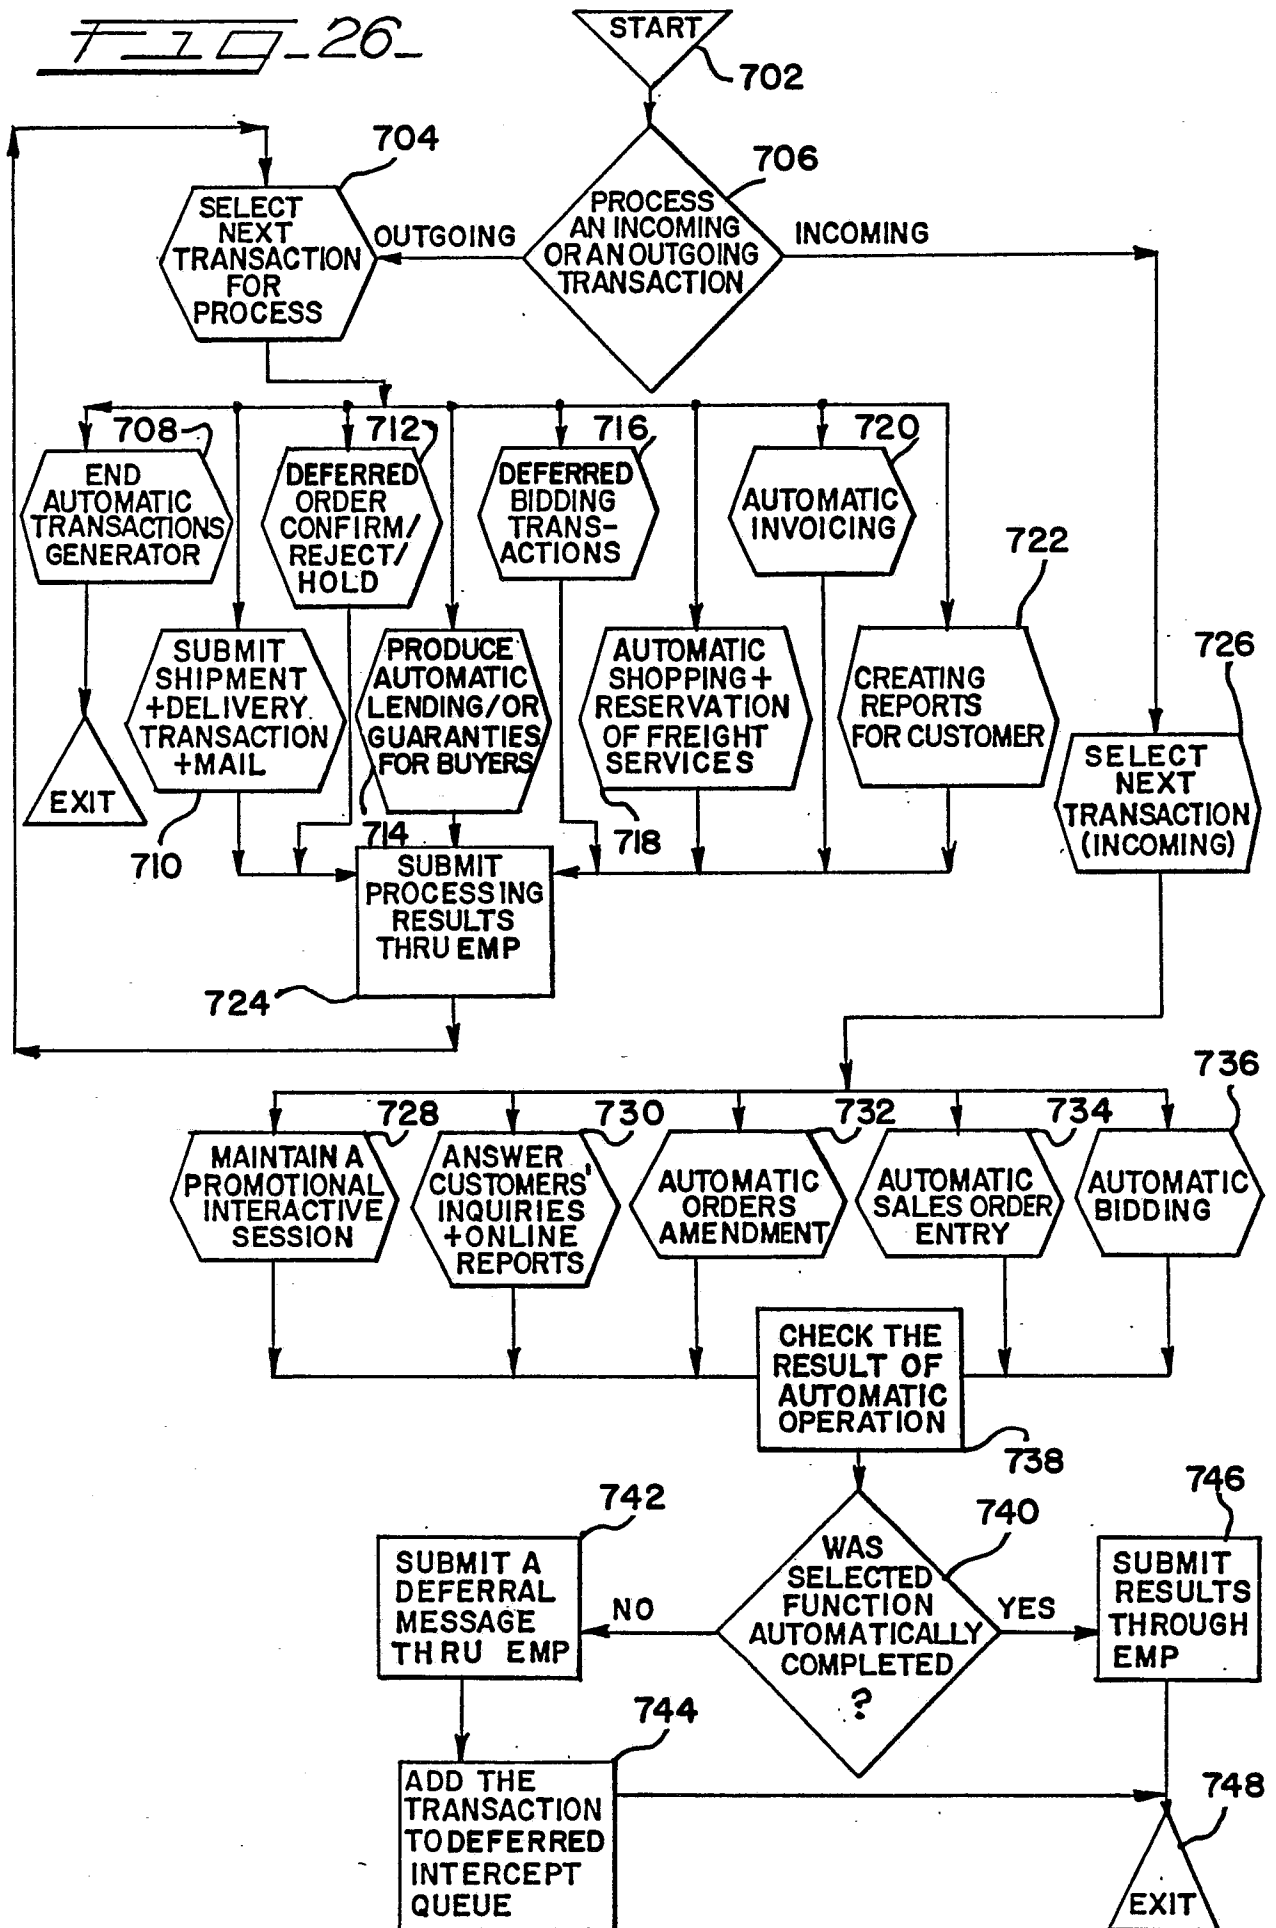 Fig_26_
START
702
704
706
SELECT
NEXT
TRANSACTION
FOR
PROCESS
OUTGOING
PROCESS
AN INCOMING
OR AN OUTGOING
TRANSACTION
INCOMING
708
712
716
720
END
AUTOMATIC
TRANSACTIONS
GENERATOR
DEFERRED
ORDER
CONFIRM/
REJECT/
HOLD
DEFERRED
BIDDING
TRANS-
ACTIONS
AUTOMATIC
INVOICING
722
726
EXIT
SUBMIT
SHIPMENT
+DELIVERY
TRANSACTION
+MAIL
PRODUCE
AUTOMATIC
LENDING/OR
GUARANTIES
FOR BUYERS
AUTOMATIC
SHOPPING+
RESERVATION
OF FREIGHT
SERVICES
CREATING
REPORTS
FOR CUSTOMER
SELECT
NEXT
TRANSACTION
(INCOMING)
710
714
718
SUBMIT
PROCESSING
RESULTS
THRU EMP
724
728
730
732
734
736
MAINTAIN A
PROMOTIONAL
INTERACTIVE
SESSION
ANSWER
CUSTOMERS'
INQUIRIES
+ONLINE
REPORTS
AUTOMATIC
ORDERS
AMENDMENT
AUTOMATIC
SALES ORDER
ENTRY
AUTOMATIC
BIDDING
CHECK THE
RESULT OF
AUTOMATIC
OPERATION
738
742
740
746
SUBMIT A
DEFERRAL
MESSAGE
THRU EMP
NO
WAS
SELECTED
FUNCTION
AUTOMATICALLY
COMPLETED
?
YES
SUBMIT
RESULTS
THROUGH
EMP
744
748
ADD THE
TRANSACTION
TO DEFERRED
INTERCEPT
QUEUE
EXIT